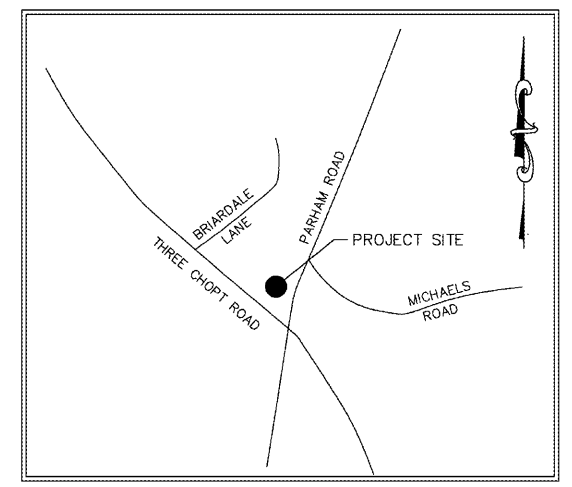 BRIARDALE
LANE
PARHAM ROAD
PROJECT SITE
THREE CHOPT ROAD
MICHAELS
ROAD